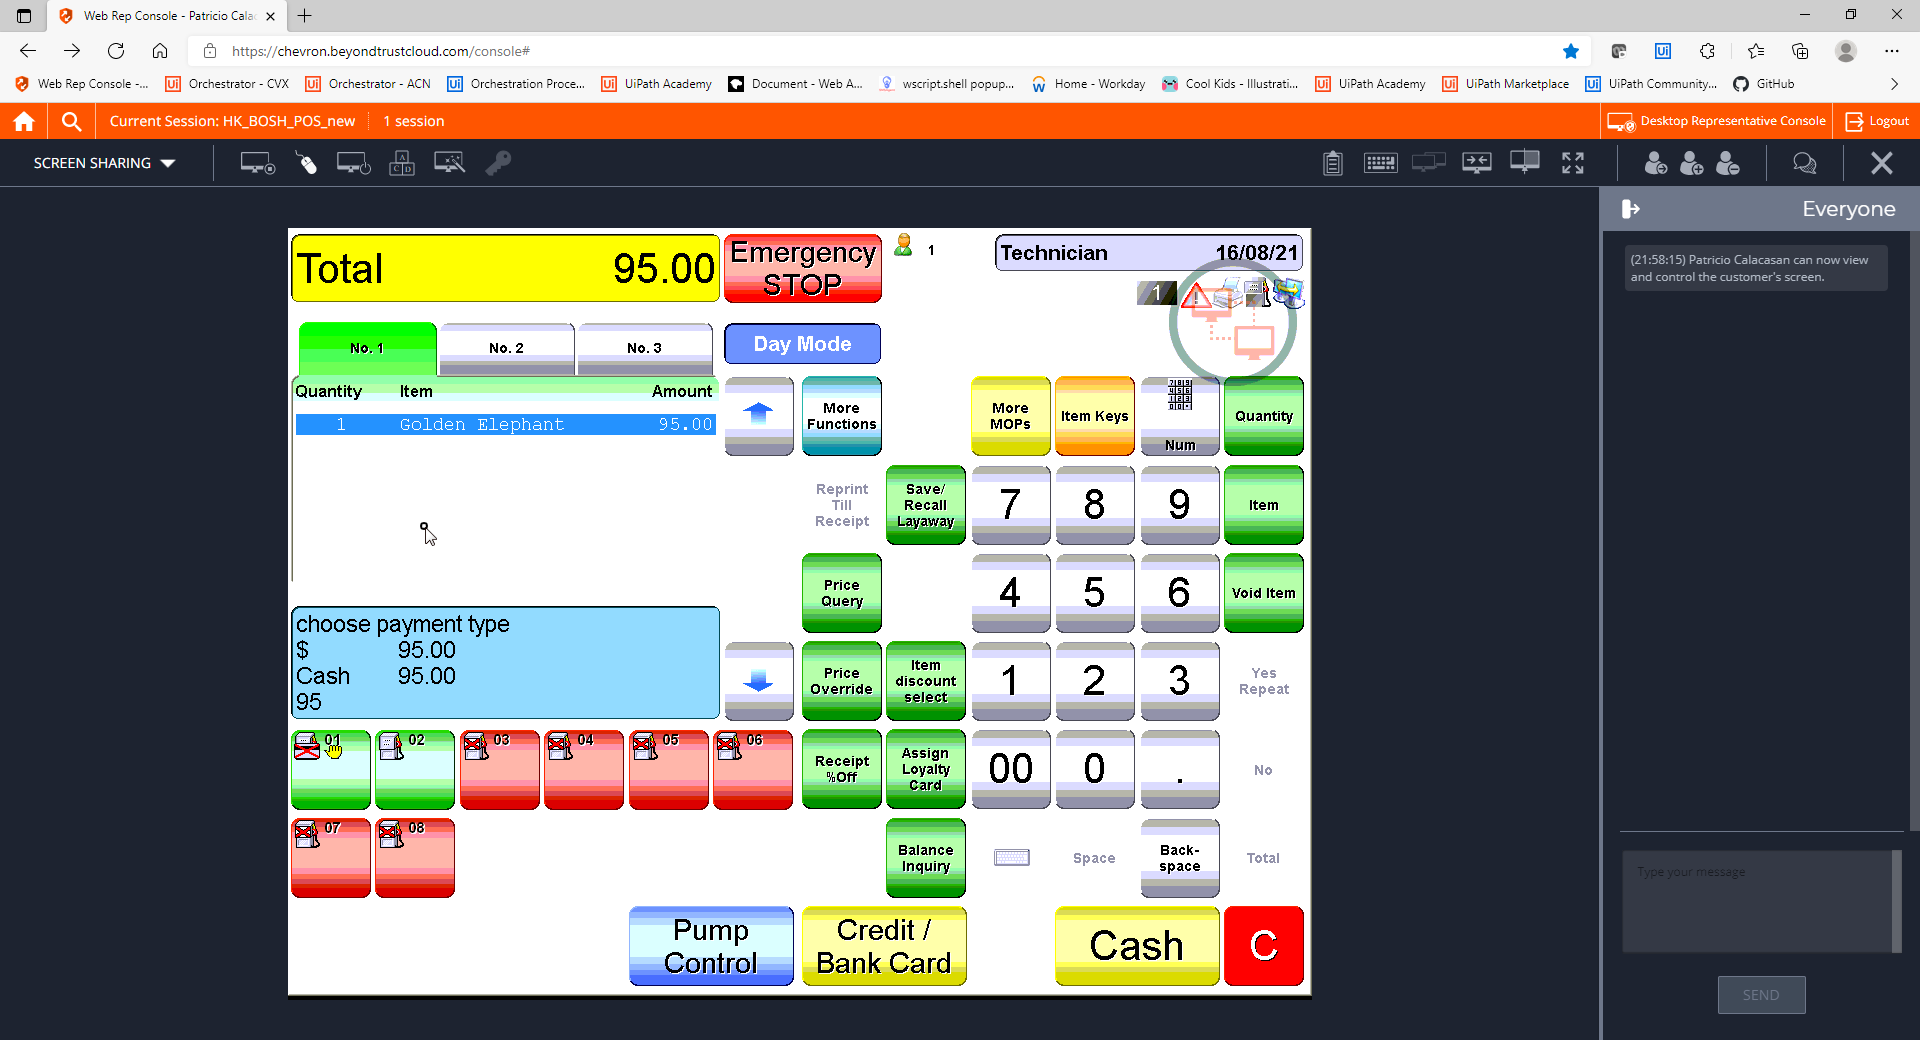 Web Rep Console - Patricio Cala
https://chevron.beyondtrustcloud.com/console#
Web Rep Console -...
Orchestrator - CVX
Orchestrator - ACN
Orchestration Proce...
UiPath Academy
Document - Web A...
wscript.shell popup...
Home - Workday
Cool Kids - Illustrati...
UiPath Academy
UiPath Marketplace
UiPath Community...
GitHub
Current Session: HK_BOSH_POS_new
1 session
Desktop Representative Console
Logout
SCREEN SHARING
Everyone
(21:58:15) Patricio Calacasan can now view
and control the customer's screen.
Total 95.00
Emergency
STOP
1
Technician 16/08/21
1
No. 1
No. 2
No. 3
Day Mode
Quantity Item Amount
1 Golden Elephant 95.00
More
Functions
More
MOPs
Item Keys
Num
Quantity
Reprint
Till
Receipt
Save/
Recall
Layaway
7
8
9
Item
Price
Query
4
5
6
Void Item
choose payment type
$ 95.00
Cash 95.00
95
Price
Override
Item
discount
select
1
2
3
Yes
Repeat
01
02
03
04
05
06
Receipt
%Off
Assign
Loyalty
Card
00
0
.
No
07
08
Balance
Inquiry
Space
Back-
space
Total
Pump
Control
Credit /
Bank Card
Cash
C
Type your message
SEND